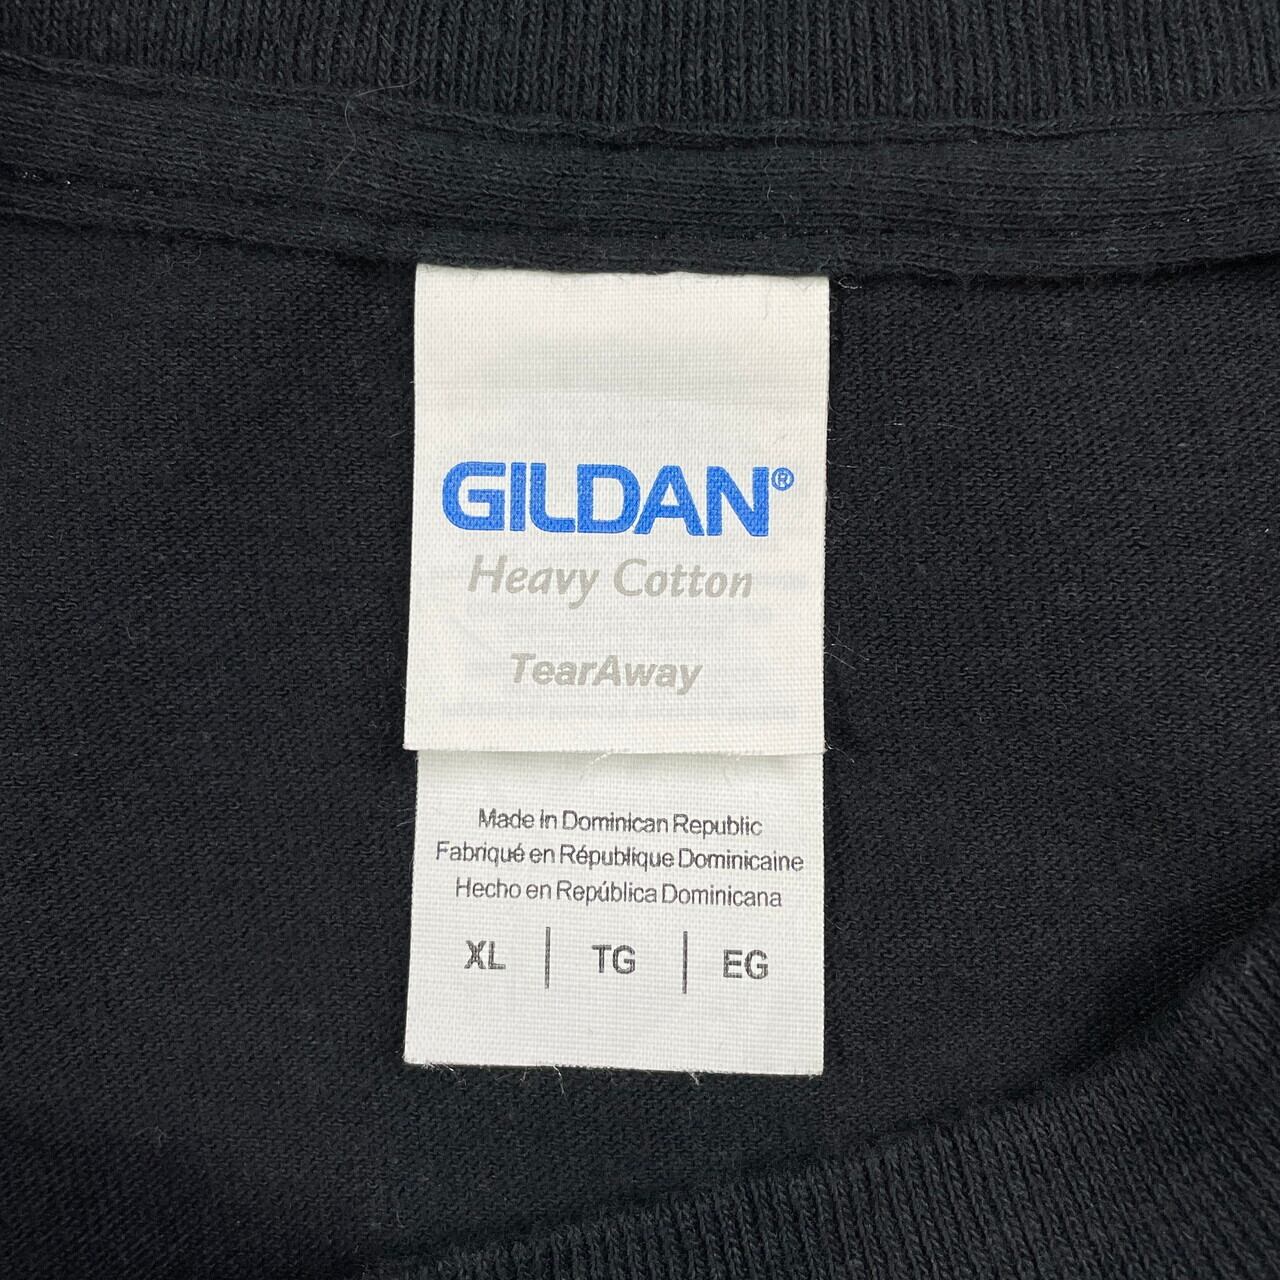 GILDAN®
Heavy Cotton
TearAway
Made in Dominican Republic
Fabriqué en République Dominicaine
Hecho en República Dominicana
XL | TG | EG